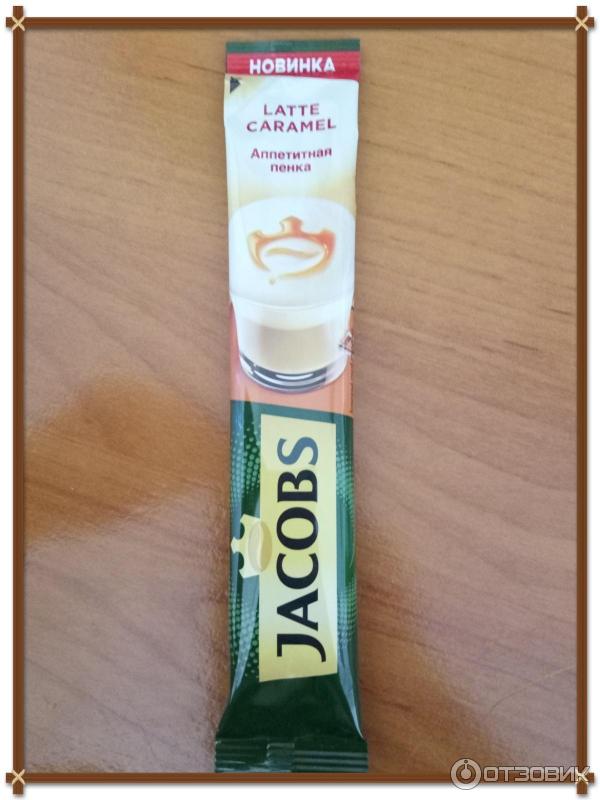 НОВИНКА
LATTE
CARAMEL
Аппетитная
пенка
JACOBS
ОТЗОВИК